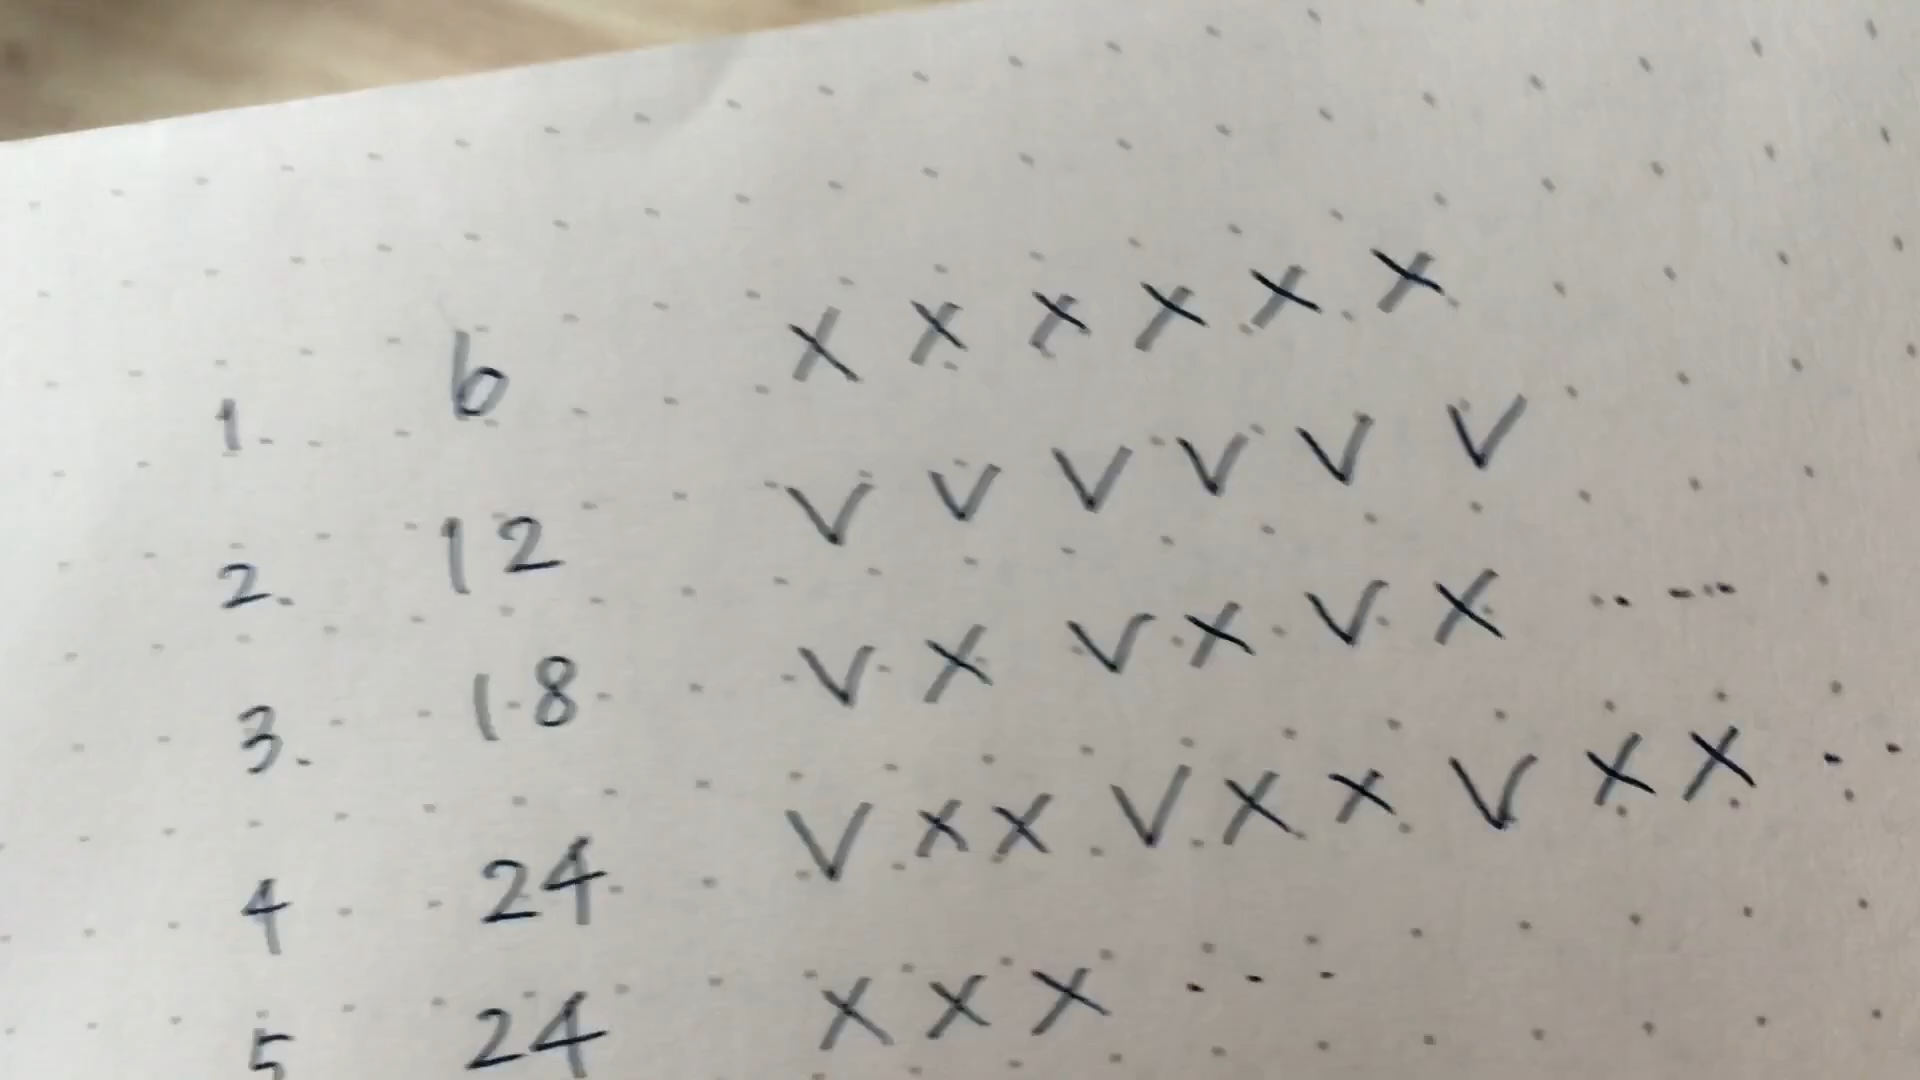 1. 6 x x x x x x
2. 12 v v v v v v
3. 18 v x v x v x .. ....
4 24 v x x v x x v x x ..
5 24 x x x ...